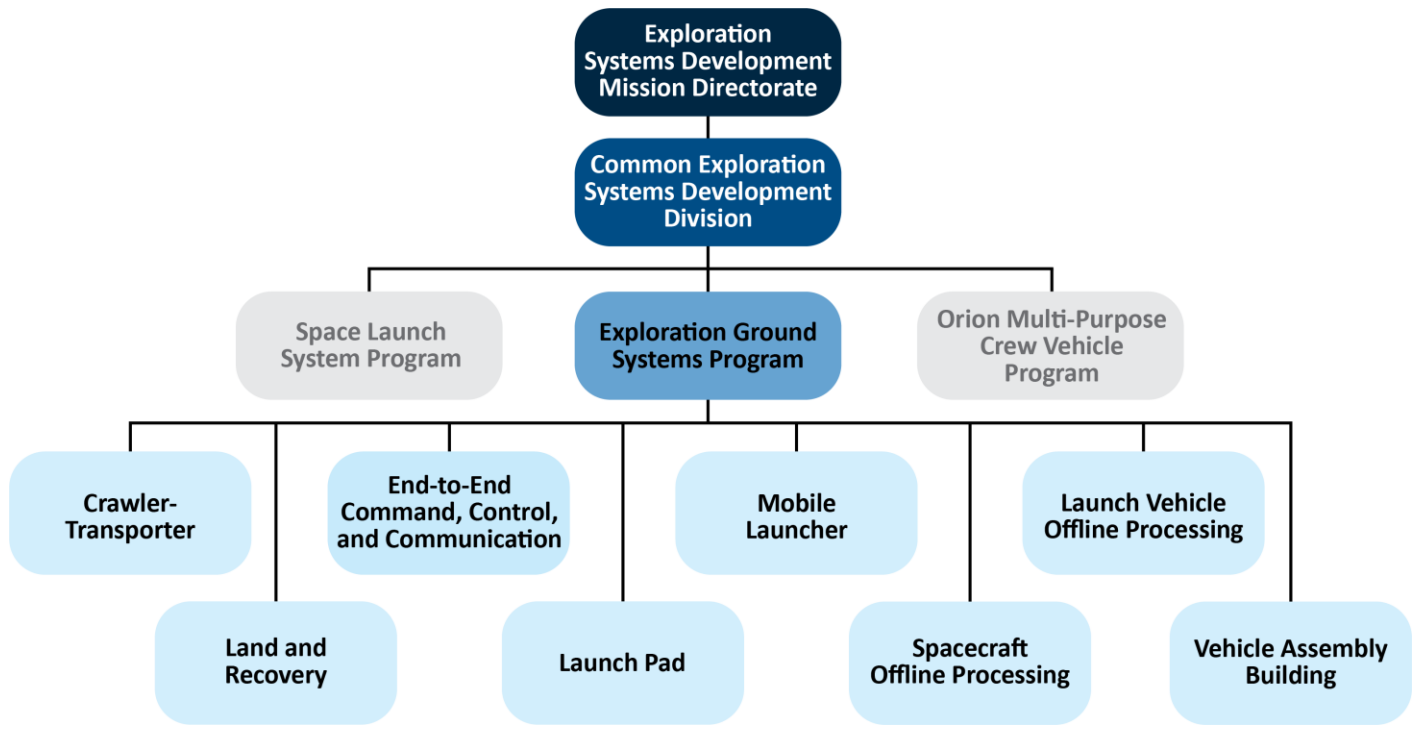 Exploration
Systems Development
Mission Directorate
Common Exploration
Systems Development
Division
Space Launch
System Program
Exploration Ground
Systems Program
Orion Multi-Purpose
Crew Vehicle
Program
Crawler-
Transporter
End-to-End
Command, Control,
and Communication
Mobile
Launcher
Launch Vehicle
Offline Processing
Land and
Recovery
Launch Pad
Spacecraft
Offline Processing
Vehicle Assembly
Building